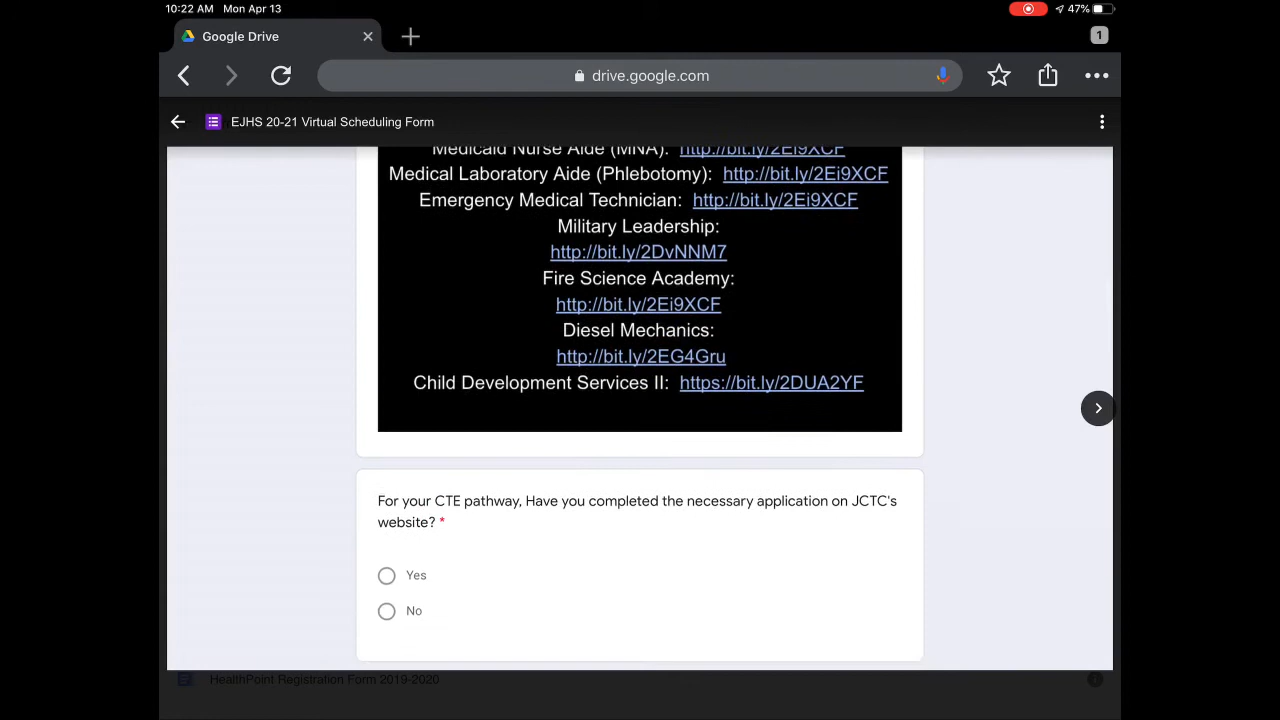 10:22 AM Mon Apr 13
47%
Google Drive
1
drive.google.com
EJHS 20-21 Virtual Scheduling Form
Medicaid Nurse Aide (MNA): http://bit.ly/2Ei9XCF
Medical Laboratory Aide (Phlebotomy): http://bit.ly/2Ei9XCF
Emergency Medical Technician: http://bit.ly/2Ei9XCF
Military Leadership:
http://bit.ly/2DvNNM7
Fire Science Academy:
http://bit.ly/2Ei9XCF
Diesel Mechanics:
http://bit.ly/2EG4Gru
Child Development Services II: https://bit.ly/2DUA2YF
For your CTE pathway, Have you completed the necessary application on JCTC's
website? *
Yes
No
HealthPoint Registration Form 2019-2020